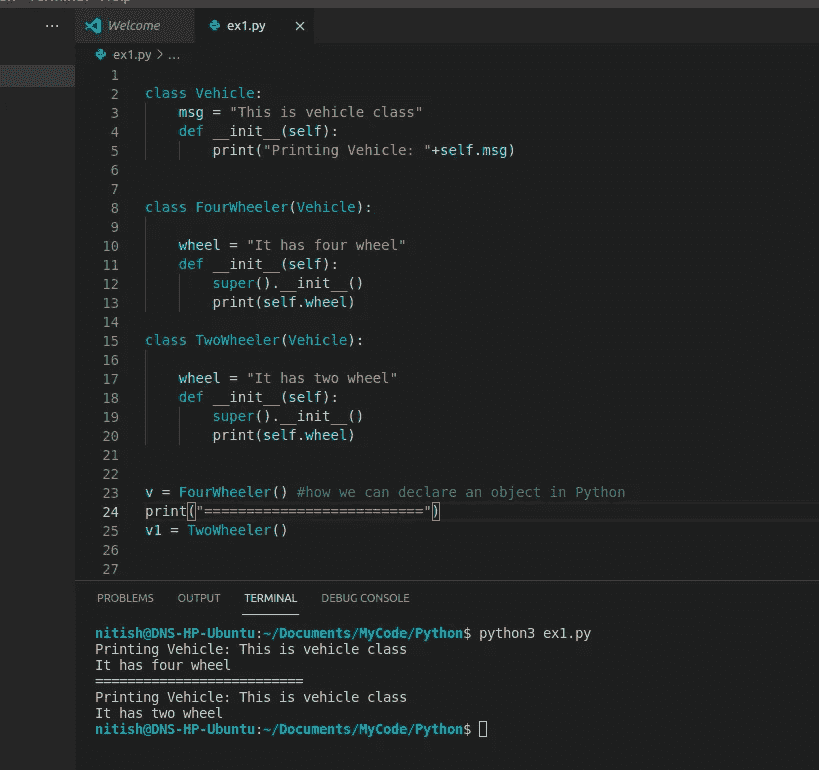 Terminal Help
... Welcome ex1.py ×
ex1.py > ...
1
2 class Vehicle:
3     msg = "This is vehicle class"
4     def __init__(self):
5         print("Printing Vehicle: "+self.msg)
6
7
8 class FourWheeler(Vehicle):
9
10     wheel = "It has four wheel"
11     def __init__(self):
12         super().__init__()
13         print(self.wheel)
14
15 class TwoWheeler(Vehicle):
16
17     wheel = "It has two wheel"
18     def __init__(self):
19         super().__init__()
20         print(self.wheel)
21
22
23 v = FourWheeler() #how we can declare an object in Python
24 print("==========================")
25 v1 = TwoWheeler()
26
27
PROBLEMS OUTPUT TERMINAL DEBUG CONSOLE
nitish@DNS-HP-Ubuntu:~/Documents/MyCode/Python$ python3 ex1.py
Printing Vehicle: This is vehicle class
It has four wheel
==========================
Printing Vehicle: This is vehicle class
It has two wheel
nitish@DNS-HP-Ubuntu:~/Documents/MyCode/Python$